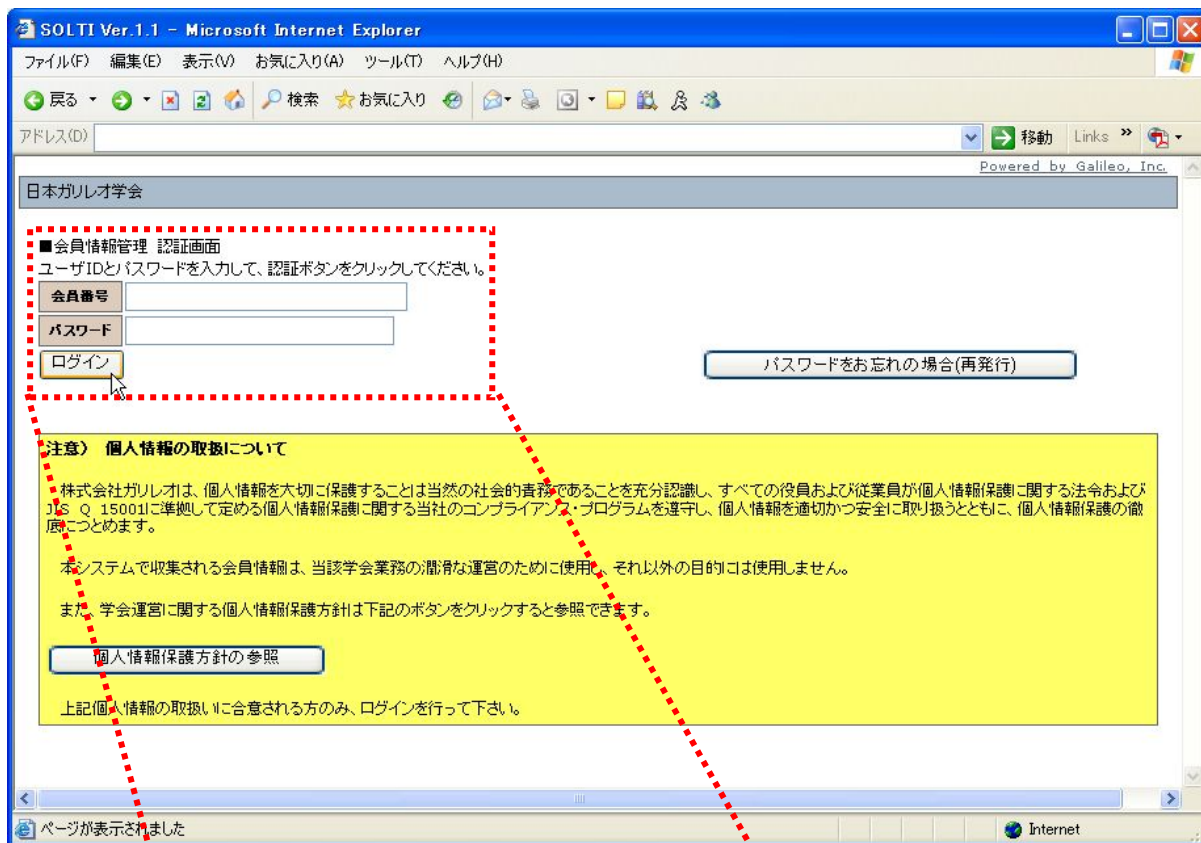 SOLTI Ver.1.1 - Microsoft Internet Explorer
ファイル(F) 編集(E) 表示(V) お気に入り(A) ツール(T) ヘルプ(H)
戻る 検索 お気に入り
アドレス(D) 移動 Links »
Powered by Galileo, Inc.
日本ガリレオ学会
■会員情報管理 認証画面
ユーザIDとパスワードを入力して、認証ボタンをクリックしてください。
会員番号
パスワード
ログイン パスワードをお忘れの場合(再発行)
注意） 個人情報の取扱について
株式会社ガリレオは、個人情報を大切に保護することは当然の社会的責務であることを充分認識し、すべての役員および従業員が個人情報保護に関する法令および
JIS Q 15001に準拠して定める個人情報保護に関する当社のコンプライアンス・プログラムを遵守し、個人情報を適切かつ安全に取り扱うとともに、個人情報保護の徹
底につとめます。
本システムで収集される会員情報は、当該学会業務の潤滑な運営のために使用し、それ以外の目的には使用しません。
また、学会運営に関する個人情報保護方針は下記のボタンをクリックすると参照できます。
個人情報保護方針の参照
上記個人情報の取扱いに合意される方のみ、ログインを行って下さい。
ページが表示されました Internet